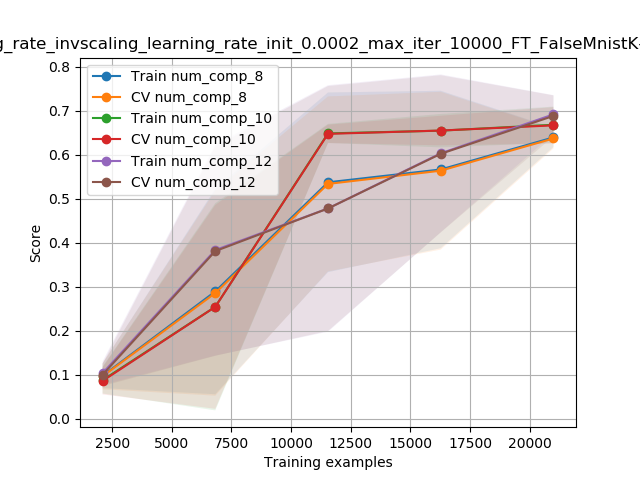 g_rate_invscaling_learning_rate_init_0.0002_max_iter_10000_FT_FalseMnistK-
Train num_comp_8
CV num_comp_8
Train num_comp_10
CV num_comp_10
Train num_comp_12
CV num_comp_12
Score
0.8
0.7
0.6
0.5
0.4
0.3
0.2
0.1
0.0
2500 5000 7500 10000 12500 15000 17500 20000
Training examples